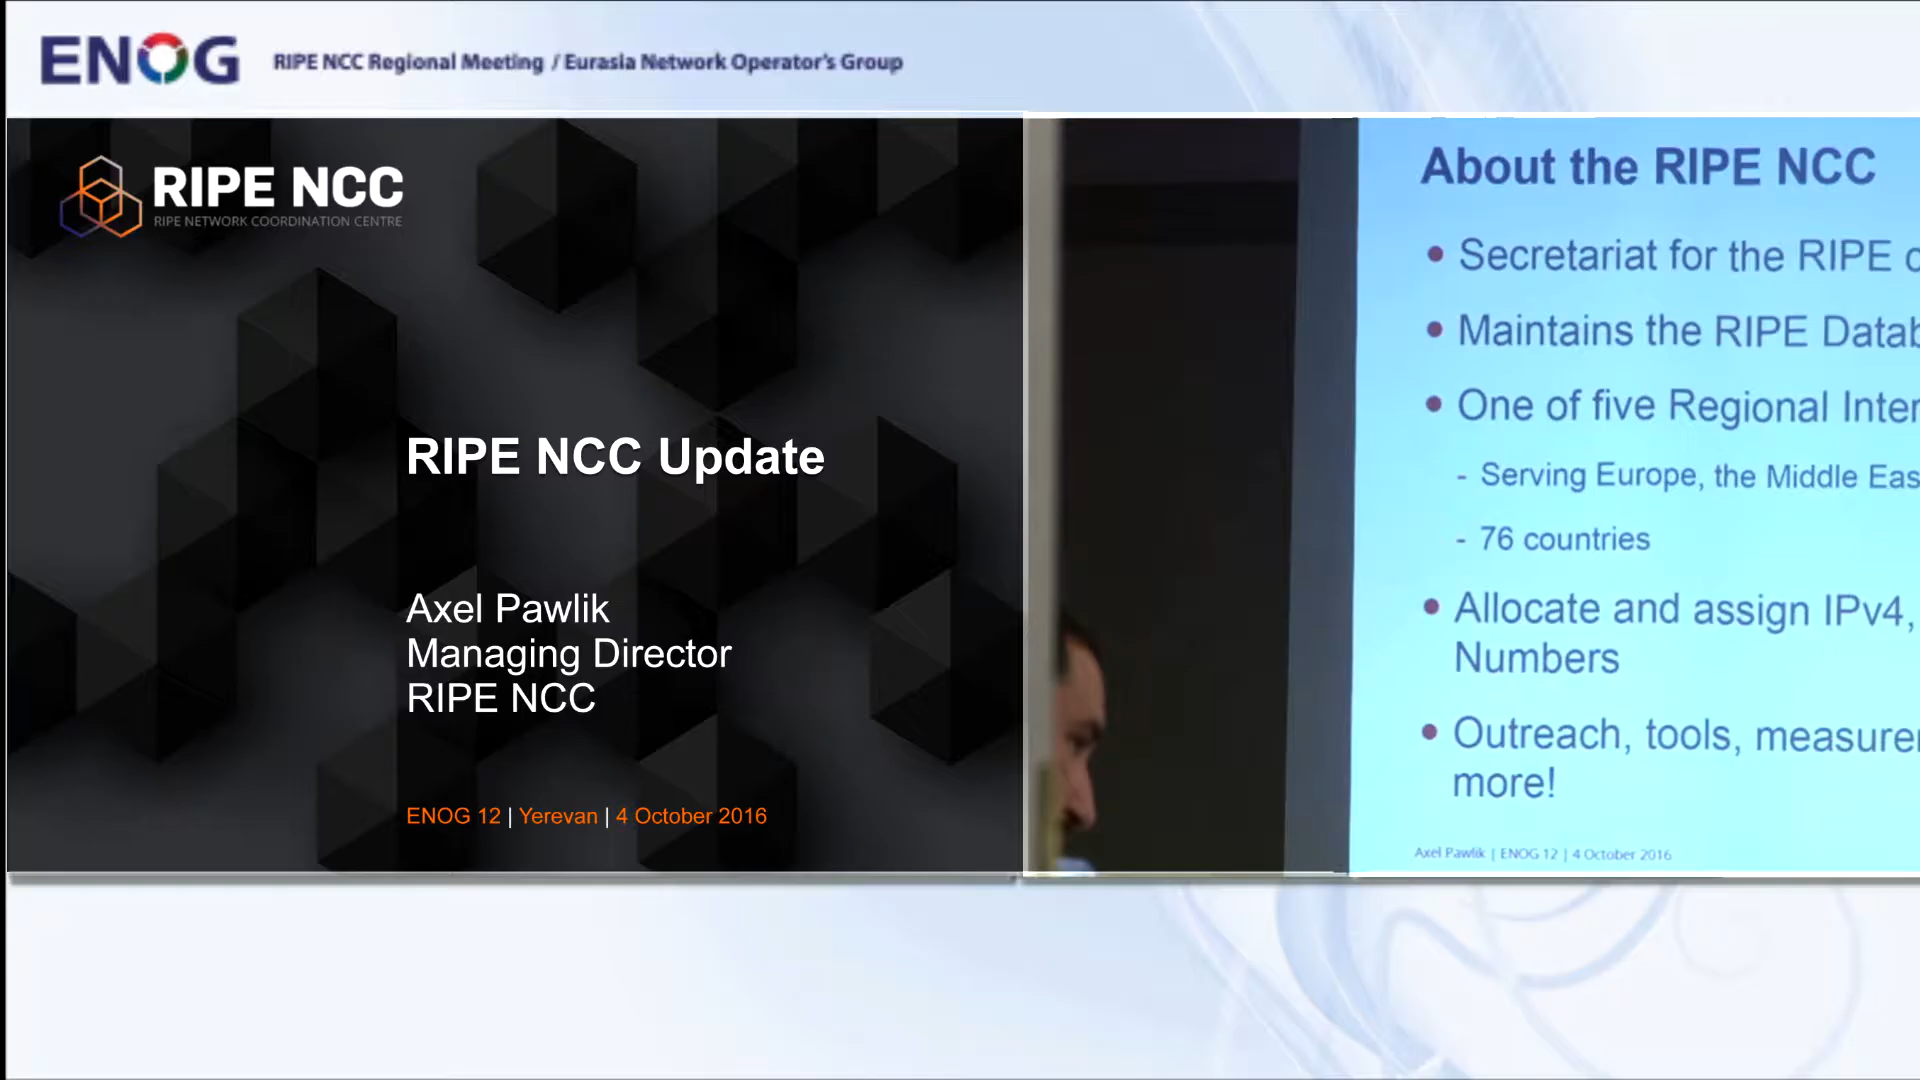 ENOG
RIPE NCC Regional Meeting / Eurasia Network Operator's Group
RIPE NCC
RIPE NETWORK COORDINATION CENTRE
RIPE NCC Update
Axel Pawlik
Managing Director
RIPE NCC
ENOG 12 | Yerevan | 4 October 2016
About the RIPE NCC
• Secretariat for the RIPE
• Maintains the RIPE
• One of five Regional
- Serving Europe, the Middle
- 76 countries
• Allocate and assign IPv4,
Numbers
• Outreach, tools,
more!
Axel Pawlik | ENOG 12 | 4 October 2016